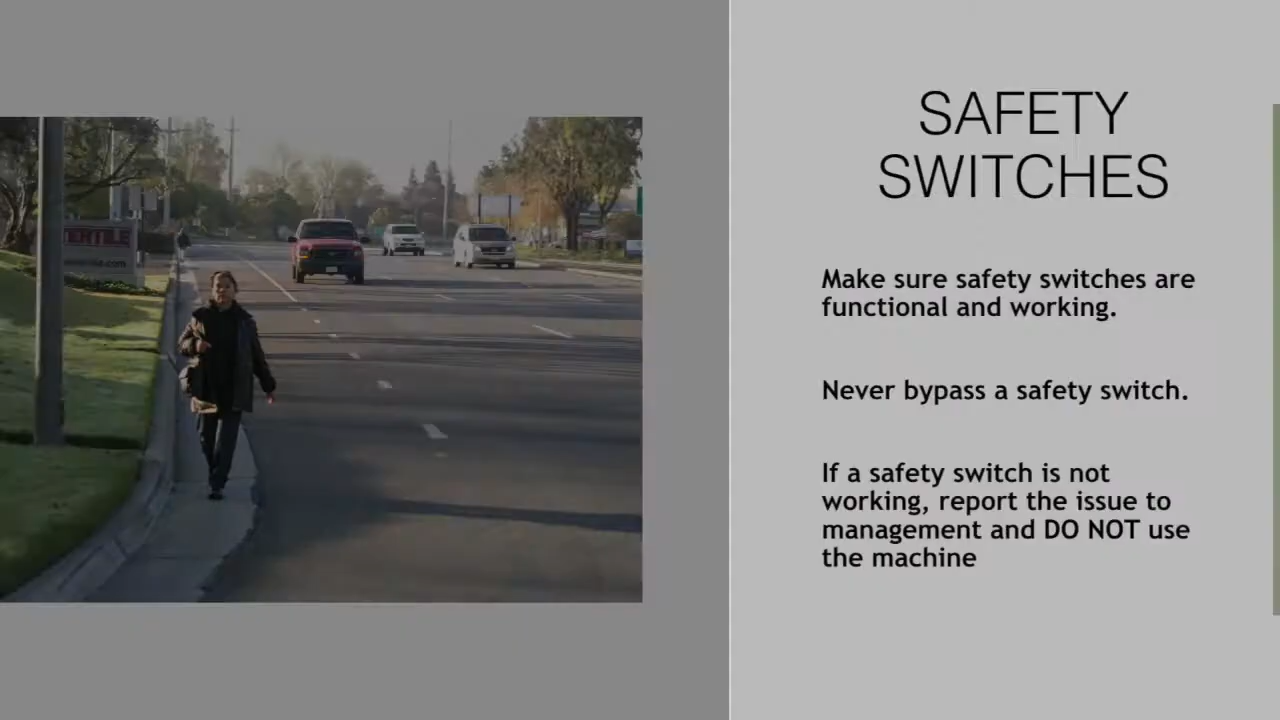 SAFETY
SWITCHES
Make sure safety switches are
functional and working.
Never bypass a safety switch.
If a safety switch is not
working, report the issue to
management and DO NOT use
the machine